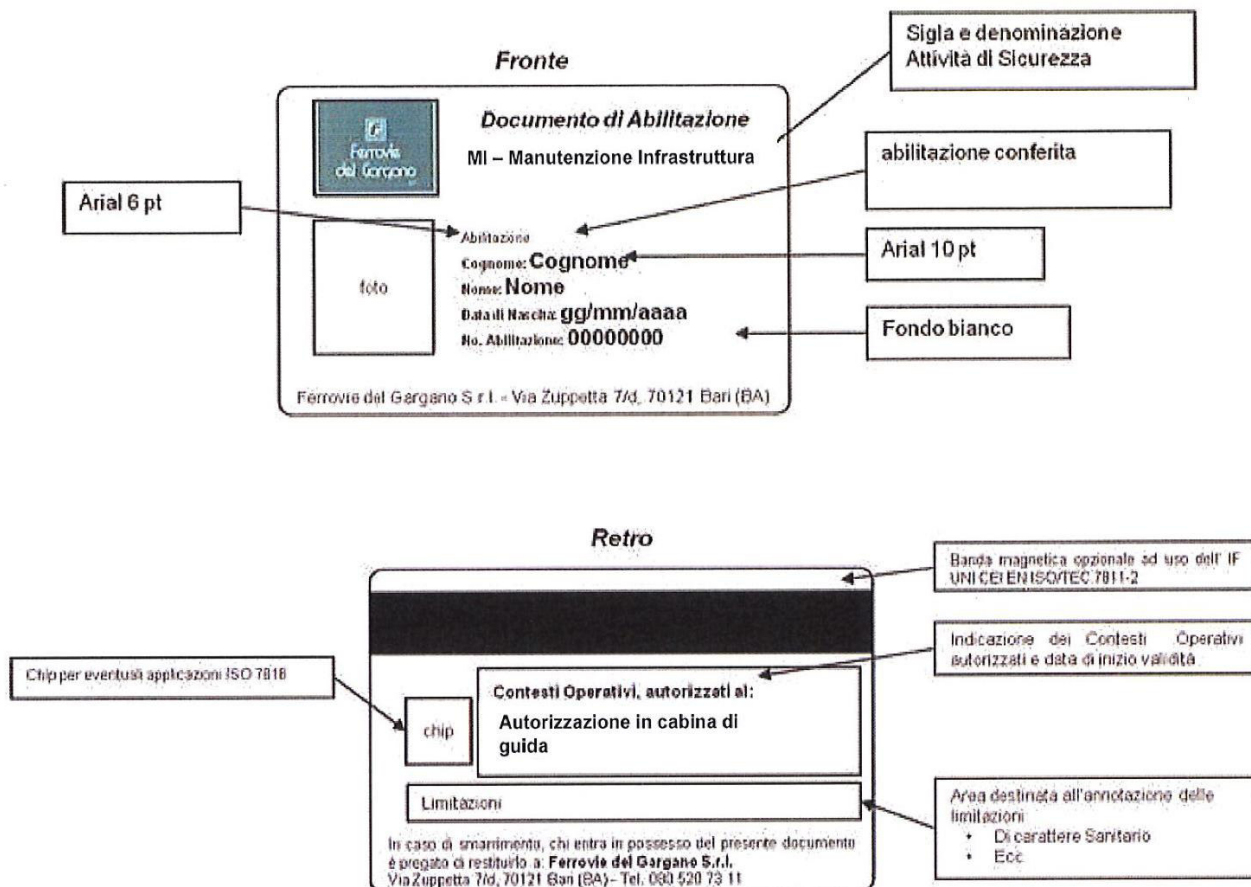 Fronte
Sigla e denominazione
Attività di Sicurezza
Ferrovie
del Gargano
Documento di Abilitazione
MI – Manutenzione Infrastruttura
abilitazione conferita
Arial 6 pt
foto
Abilitazione
Cognome: Cognome
Nome: Nome
Data di Nascita: gg/mm/aaaa
No. Abilitazione: 00000000
Arial 10 pt
Fondo bianco
Ferrovie del Gargano S.r.l. - Via Zuppetta 7/d, 70121 Bari (BA)
Retro
Banda magnetica opzionale ad uso dell' IF
UNI CEI EN ISO/TEC 7811-2
Indicazione dei Contesti Operativi
autorizzati e data di inizio validità
Chip per eventuali applicazioni ISO 7816
chip
Contesti Operativi, autorizzati al:
Autorizzazione in cabina di
guida
Limitazioni
Area destinata all'annotazione delle
limitazioni
• Di carattere Sanitario
• Ecc
In caso di smarrimento, chi entra in possesso del presente documento
è pregato di restituirlo a: Ferrovie del Gargano S.r.l.
Via Zuppetta 7/d, 70121 Bari (BA) - Tel. 080 520 73 11